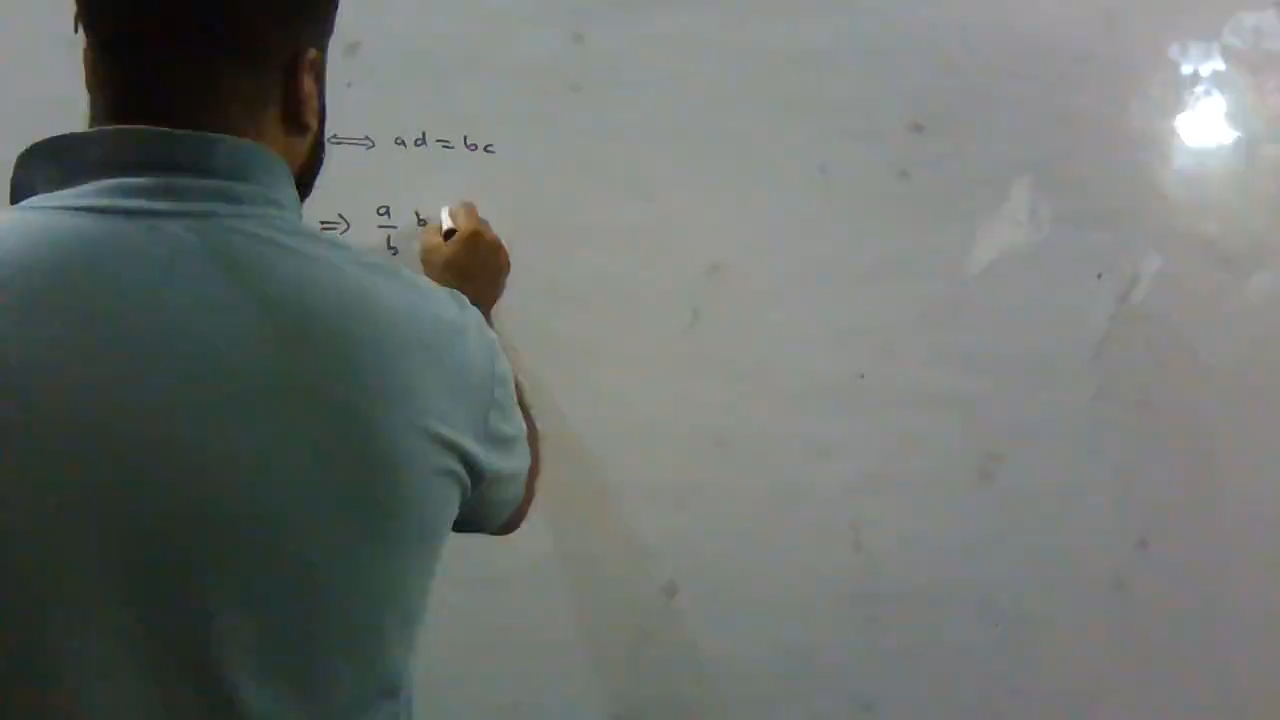 ⟺ ad = bc
⇒ a/b b